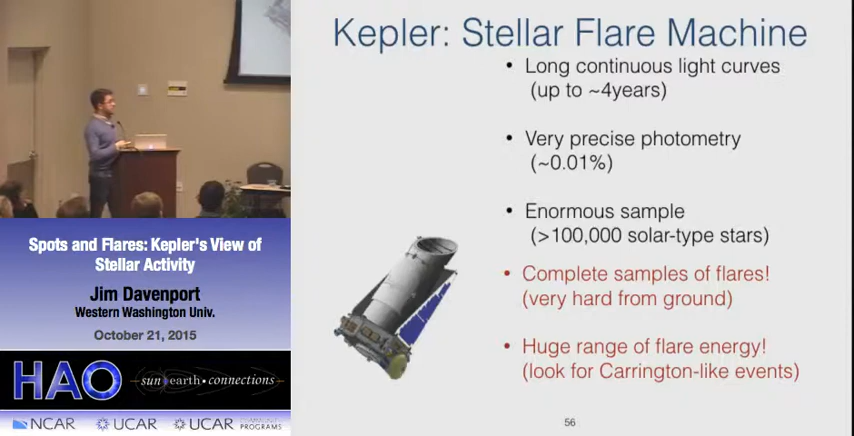 Kepler: Stellar Flare Machine
• Long continuous light curves
(up to ~4years)
• Very precise photometry
(~0.01%)
• Enormous sample
(>100,000 solar-type stars)
• Complete samples of flares!
(very hard from ground)
• Huge range of flare energy!
(look for Carrington-like events)
56
Spots and Flares: Kepler's View of
Stellar Activity
Jim Davenport
Western Washington Univ.
October 21, 2015
HAO
sun earth • connections
NCAR
UCAR
UCAR
PROGRAMS